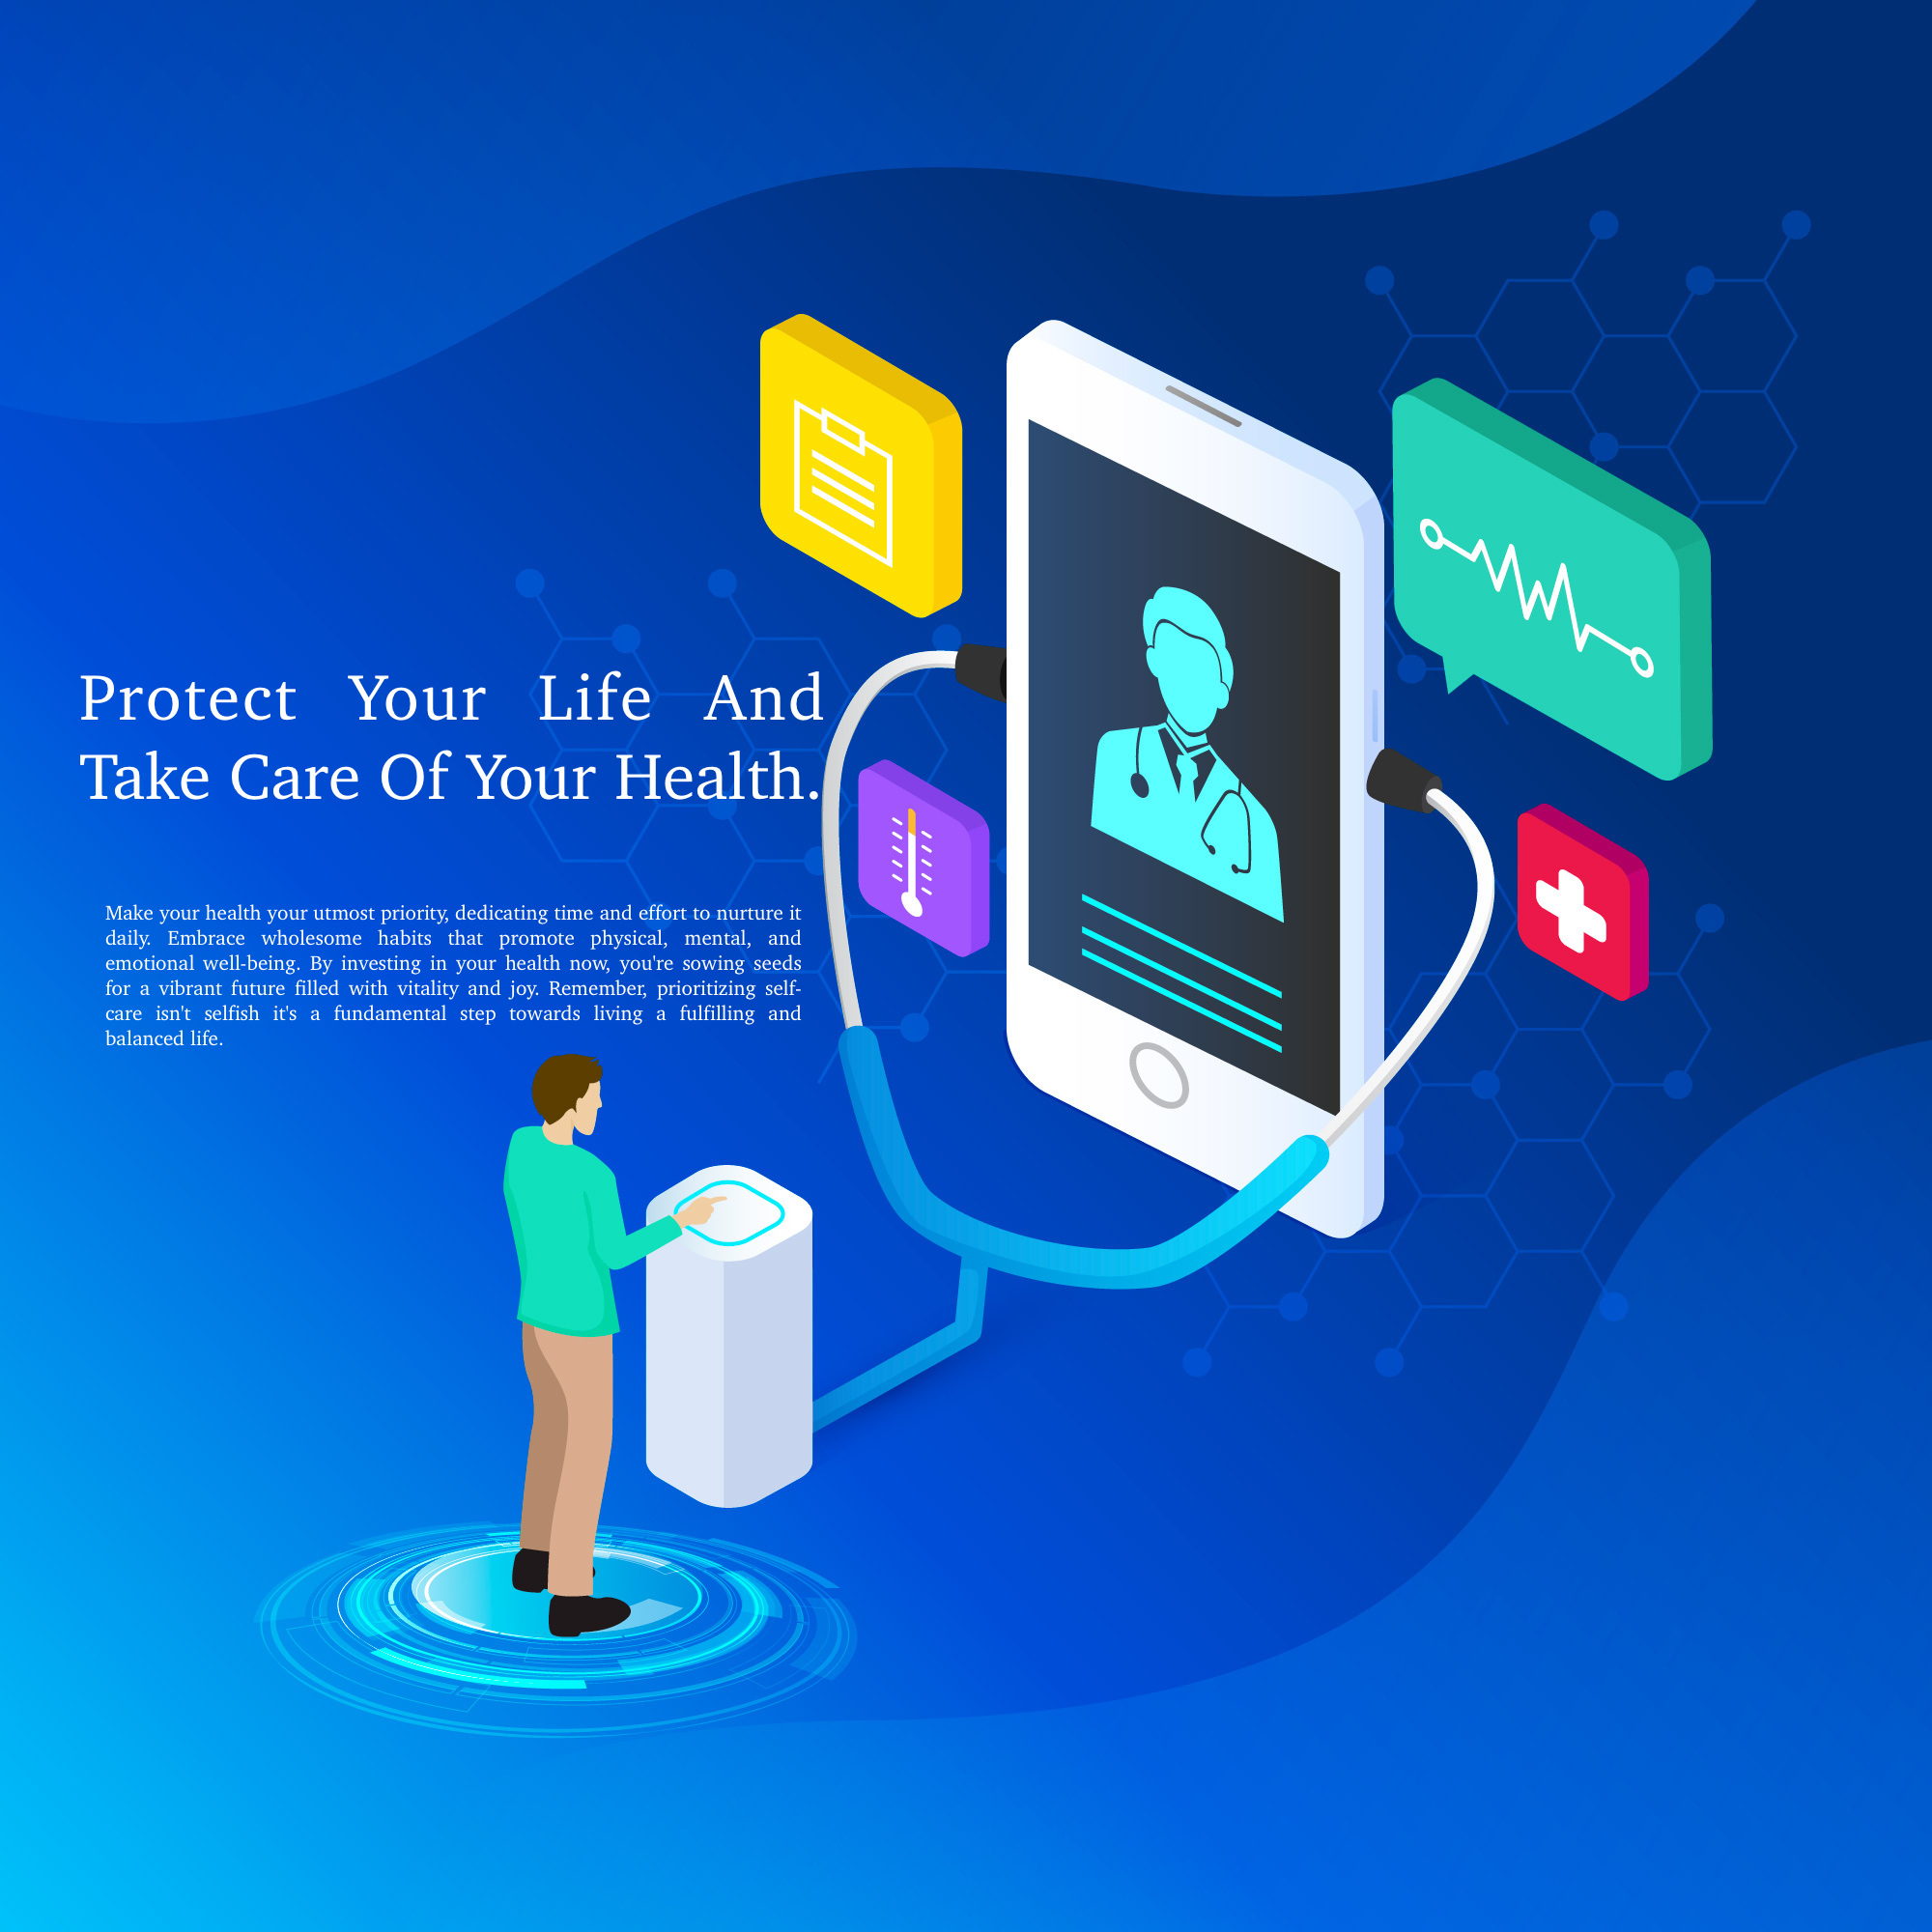 Protect Your Life And
Take Care Of Your Health.
Make your health your utmost priority, dedicating time and effort to nurture it
daily. Embrace wholesome habits that promote physical, mental, and
emotional well-being. By investing in your health now, you're sowing seeds
for a vibrant future filled with vitality and joy. Remember, prioritizing self-
care isn't selfish it's a fundamental step towards living a fulfilling and
balanced life.